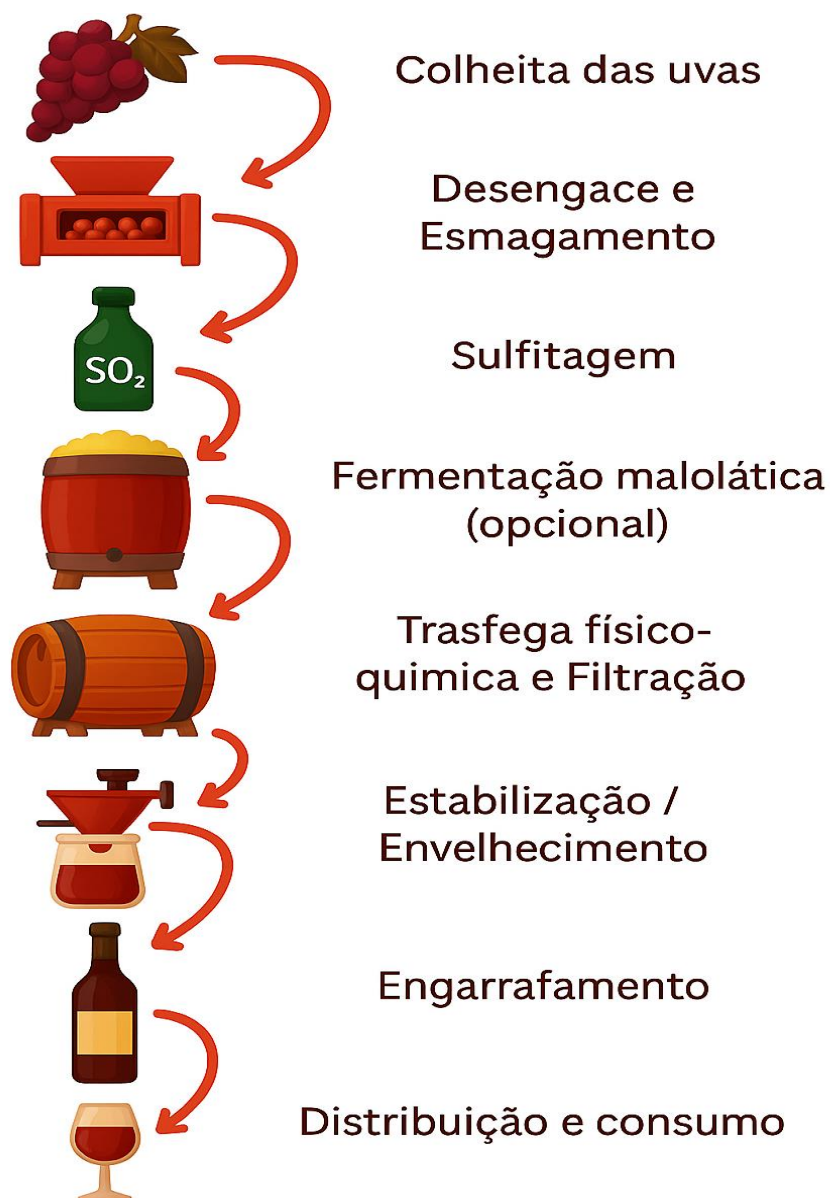 Colheita das uvas
Desengace e
Esmagamento
SO₂
Sulfitagem
Fermentação malolática
(opcional)
Trasfega físico-
quimica e Filtração
Estabilização /
Envelhecimento
Engarrafamento
Distribuição e consumo